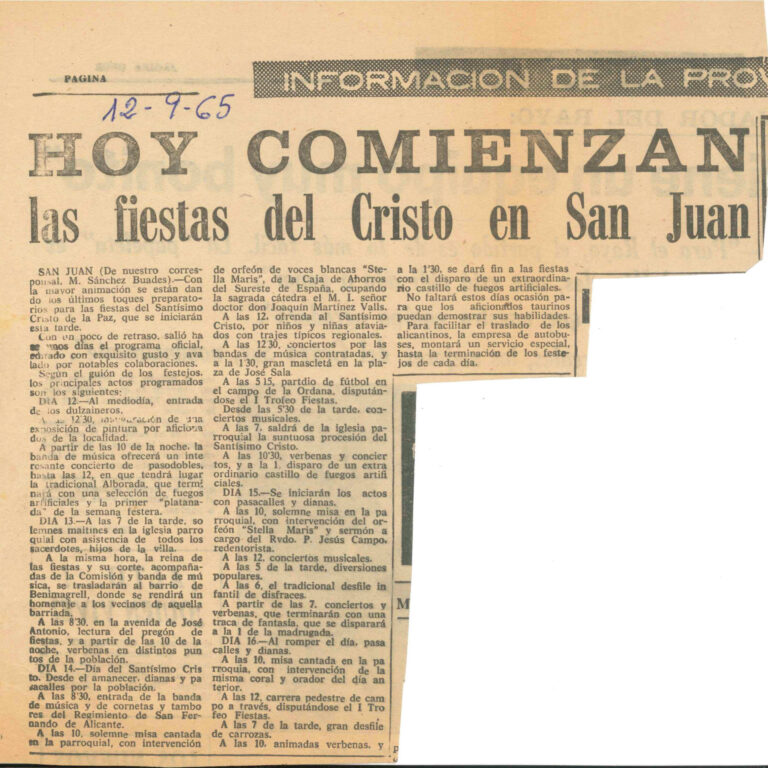 PAGINA
INFORMACION DE LA PROV
12-9-65
HOY COMIENZAN
las fiestas del Cristo en San Juan
SAN JUAN (De nuestro corres-
ponsal, M. Sánchez Buades).—Con
la mayor animación se están dan
do los últimos toques preparato-
rios para las fiestas del Santísimo
Cristo de la Paz, que se iniciarán
esta tarde.
Con un poco de retraso, salió ha
ce unos días el programa oficial,
editado con exquisito gusto y ava
lado por notables colaboraciones.
Según el guión de los festejos,
los principales actos programados
son los siguientes:
DIA 12—Al mediodía, entrada
de los dulzaineros.
A las 12'30, inauguración de una
exposición de pintura por aficiona
dos de la localidad.
A partir de las 10 de la noche, la
banda de música ofrecerá un inte
resante concierto de pasodobles,
hasta las 12, en que tendrá lugar
la tradicional Alborada, que termi
nará con una selección de fuegos
artificiales y la primer "platana-
da" de la semana festera.
DIA 13.—A las 7 de la tarde, so
lemnes maitines en la iglesia parro
quial con asistencia de todos los
sacerdotes, hijos de la villa.
A la misma hora, la reina de
las fiestas y su corte, acompaña-
das de la Comisión y banda de mú
sica, se trasladarán al barrio de
Benimagrell, donde se rendirá un
homenaje a los vecinos de aquella
barriada.
A las 8'30, en la avenida de José
Antonio, lectura del pregón de
fiestas, y a partir de las 10 de la
noche, verbenas en distintos pun
tos de la población.
DIA 14.—Día del Santísimo Cris
to. Desde el amanecer, dianas y pa
sacalles por la población.
A las 8'30, entrada de la banda
de música y de cornetas y tambo
res del Regimiento de San Fer-
nando de Alicante.
A las 10, solemne misa cantada
en la parroquial, con intervención
de orfeón de voces blancas "Ste
lla Maris", de la Caja de Ahorros
del Sureste de España, ocupando
la sagrada cátedra el M. I. señor
doctor don Joaquín Martínez Valls.
A las 12, ofrenda al Santísimo
Cristo, por niños y niñas atavia-
dos con trajes típicos regionales.
A las 12'30, conciertos por las
bandas de música contratadas, y
a la 1'30, gran mascletá en la pla
za de José Sala
A las 5'15, partdio de fútbol en
el campo de la Ordana, dispután-
dose el I Trofeo Fiestas.
Desde las 5'30 de la tarde, con-
ciertos musicales.
A las 7, saldrá de la iglesia pa-
rroquial la suntuosa procesión del
Santísimo Cristo.
A las 10'30, verbenas y concier
tos, y a la 1, disparo de un extra
ordinario castillo de fuegos artifi
ciales.
DIA 15.—Se iniciarán los actos
con pasacalles y dianas.
A las 10, solemne misa en la pa
rroquial, con intervención del or-
feón "Stella Maris" y sermón a
cargo del Rvdo. P. Jesús Campo,
redentorista.
A las 12, conciertos musicales.
A las 5 de la tarde, diversiones
populares.
A las 6, el tradicional desfile in
fantil de disfraces.
A partir de las 7, conciertos y
verbenas, que terminarán con una
traca de fantasía, que se disparará
a la 1 de la madrugada.
DIA 16.—Al romper el día, pasa
calles y dianas.
A las 10, misa cantada en la pa
rroquia, con intervención de la
misma coral y orador del día an
terior.
A las 12, carrera pedestre de cam
po a través, disputándose el I Tro
feo Fiestas.
A las 7 de la tarde, gran desfile
de carrozas.
A las 10, animadas verbenas, y
a la 1'30, se dará fin a las fiestas
con el disparo de un extraordina-
rio castillo de fuegos artificiales.
No faltará estos días ocasión pa-
ra que los aficionados taurinos
puedan demostrar sus habilidades.
Para facilitar el traslado de los
alicantinos, la empresa de autobu-
ses, montará un servicio especial,
hasta la terminación de los feste-
jos de cada día.
M